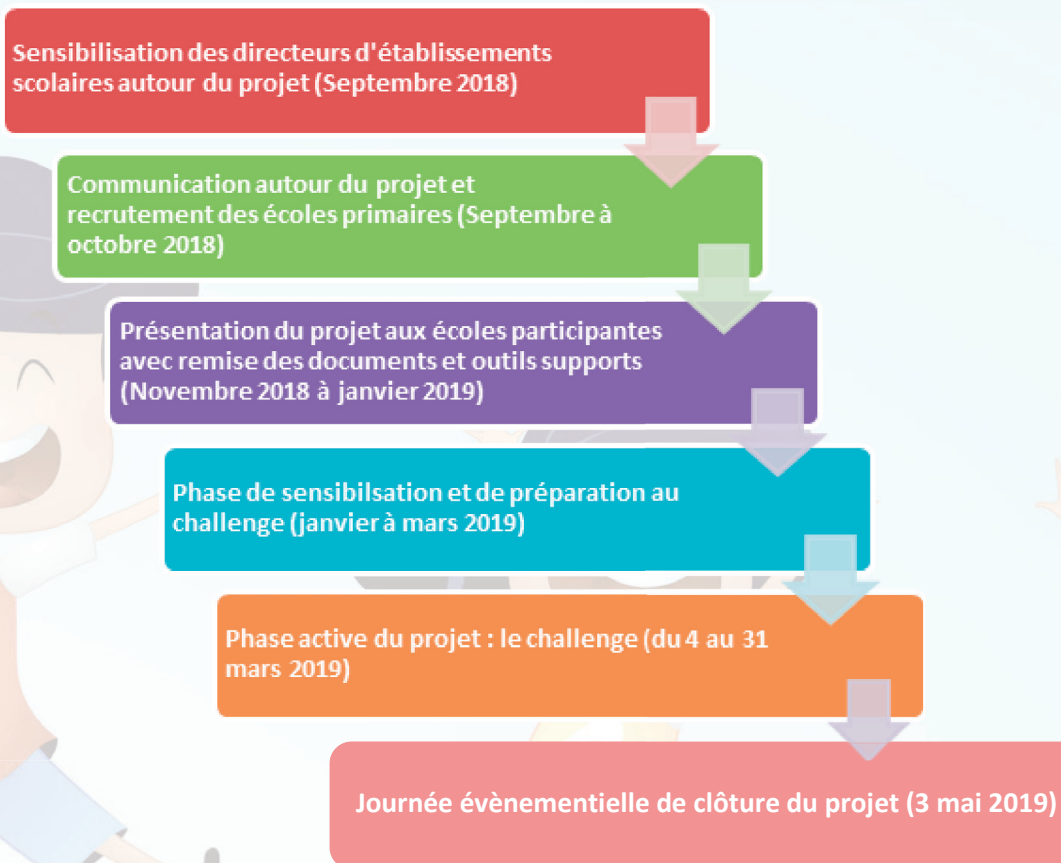 Sensibilisation des directeurs d'établissements
scolaires autour du projet (Septembre 2018)
Communication autour du projet et
recrutement des écoles primaires (Septembre à
octobre 2018)
Présentation du projet aux écoles participantes
avec remise des documents et outils supports
(Novembre 2018 à janvier 2019)
Phase de sensibilsation et de préparation au
challenge (janvier à mars 2019)
Phase active du projet : le challenge (du 4 au 31
mars 2019)
Journée évènementielle de clôture du projet (3 mai 2019)